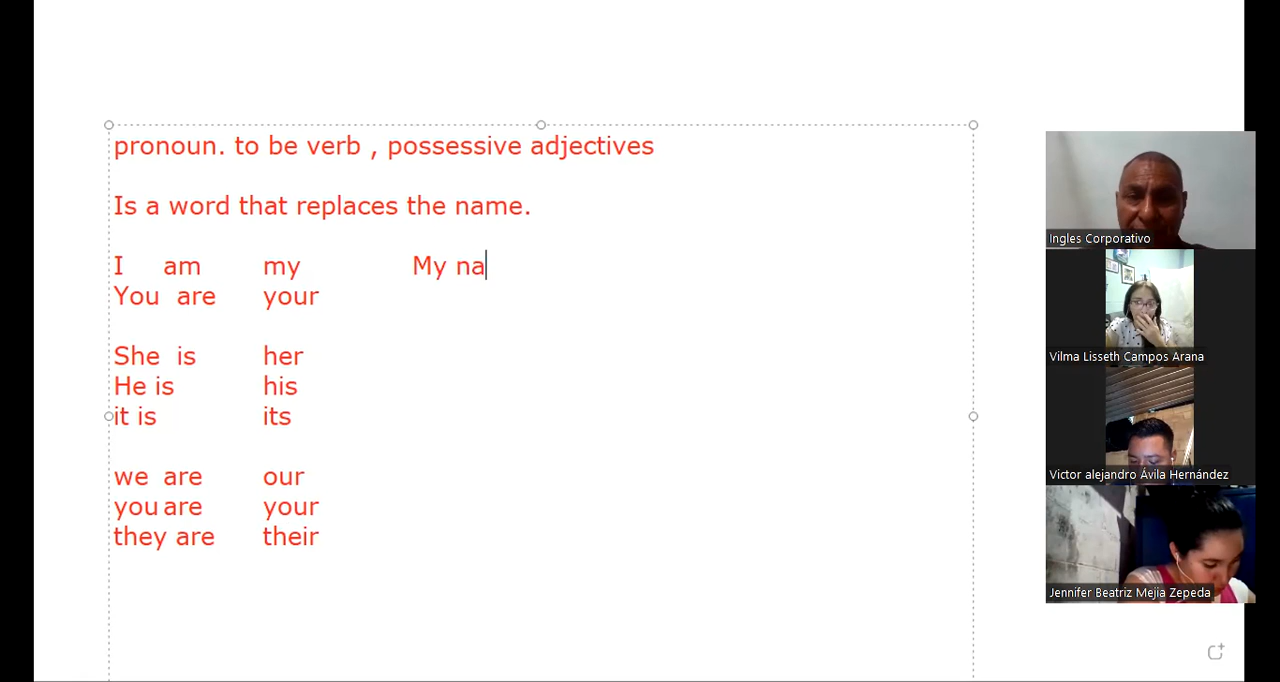 pronoun. to be verb , possessive adjectives
Is a word that replaces the name.
I am my My na
You are your
She is her
He is his
it is its
we are our
you are your
they are their
Ingles Corporativo
Vilma Lisseth Campos Arana
Victor alejandro Ávila Hernández
Jennifer Beatriz Mejia Zepeda